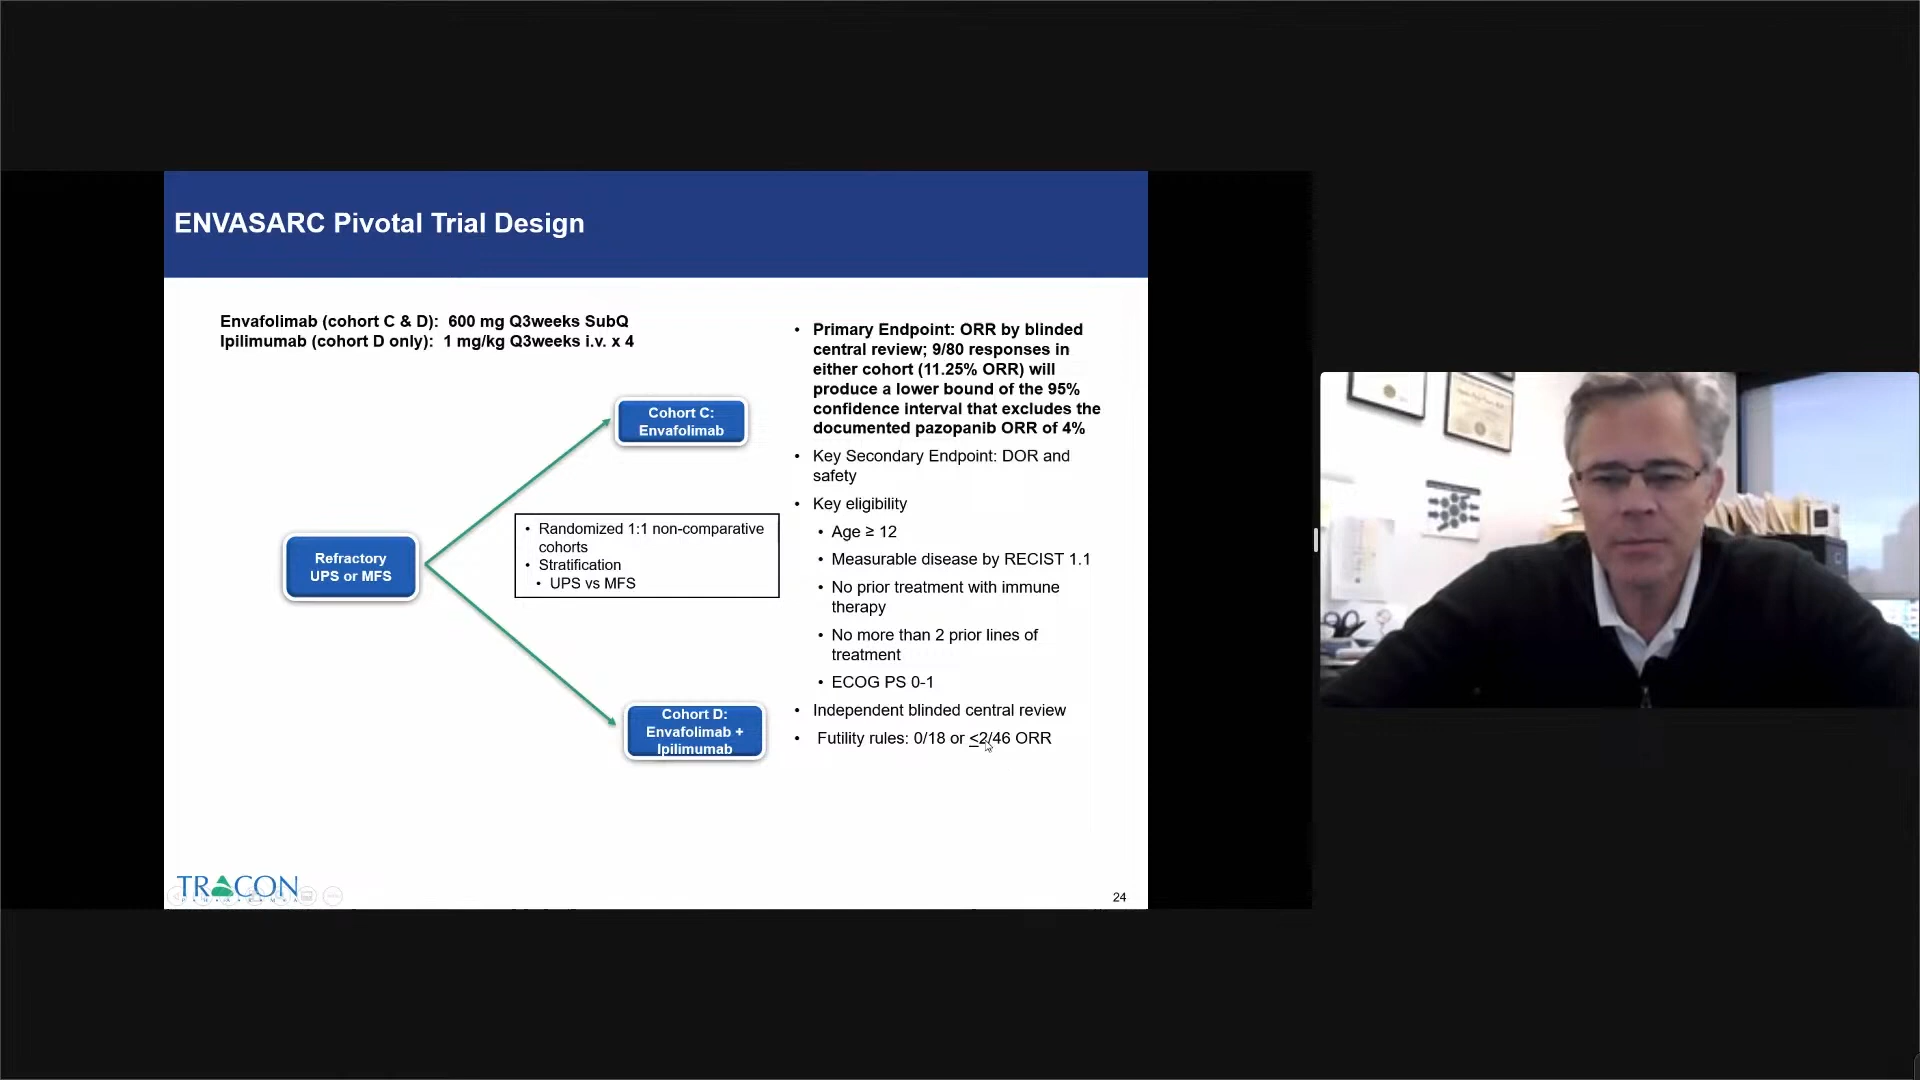 ENVASARC Pivotal Trial Design
Envafolimab (cohort C & D): 600 mg Q3weeks SubQ
Ipilimumab (cohort D only): 1 mg/kg Q3weeks i.v. x 4
Cohort C:
Envafolimab
• Randomized 1:1 non-comparative
cohorts
• Stratification
• UPS vs MFS
Refractory
UPS or MFS
Cohort D:
Envafolimab +
Ipilimumab
• Primary Endpoint: ORR by blinded
central review; 9/80 responses in
either cohort (11.25% ORR) will
produce a lower bound of the 95%
confidence interval that excludes the
documented pazopanib ORR of 4%
• Key Secondary Endpoint: DOR and
safety
• Key eligibility
• Age ≥ 12
• Measurable disease by RECIST 1.1
• No prior treatment with immune
therapy
• No more than 2 prior lines of
treatment
• ECOG PS 0-1
• Independent blinded central review
• Futility rules: 0/18 or <2/46 ORR
TRACON
24